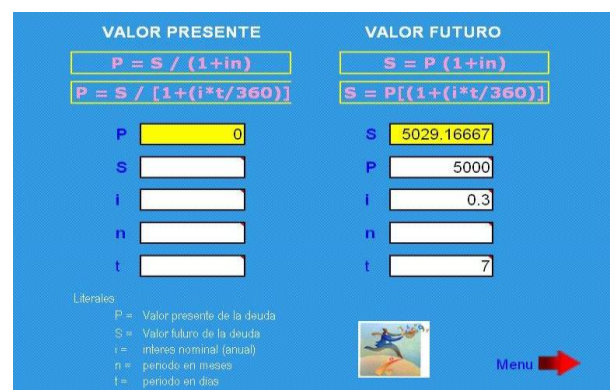 VALOR PRESENTE
P = S / (1+in)
P = S / [1+(i*t/360)]
P 0
S
i
n
t
VALOR FUTURO
S = P (1+in)
S = P[(1+(i*t/360)]
S 5029.16667
P 5000
i 0.3
n
t 7
Literales
P = Valor presente de la deuda
S = Valor futuro de la deuda
i = interes nominal (anual)
n = periodo en meses
t = periodo en dias
Menu